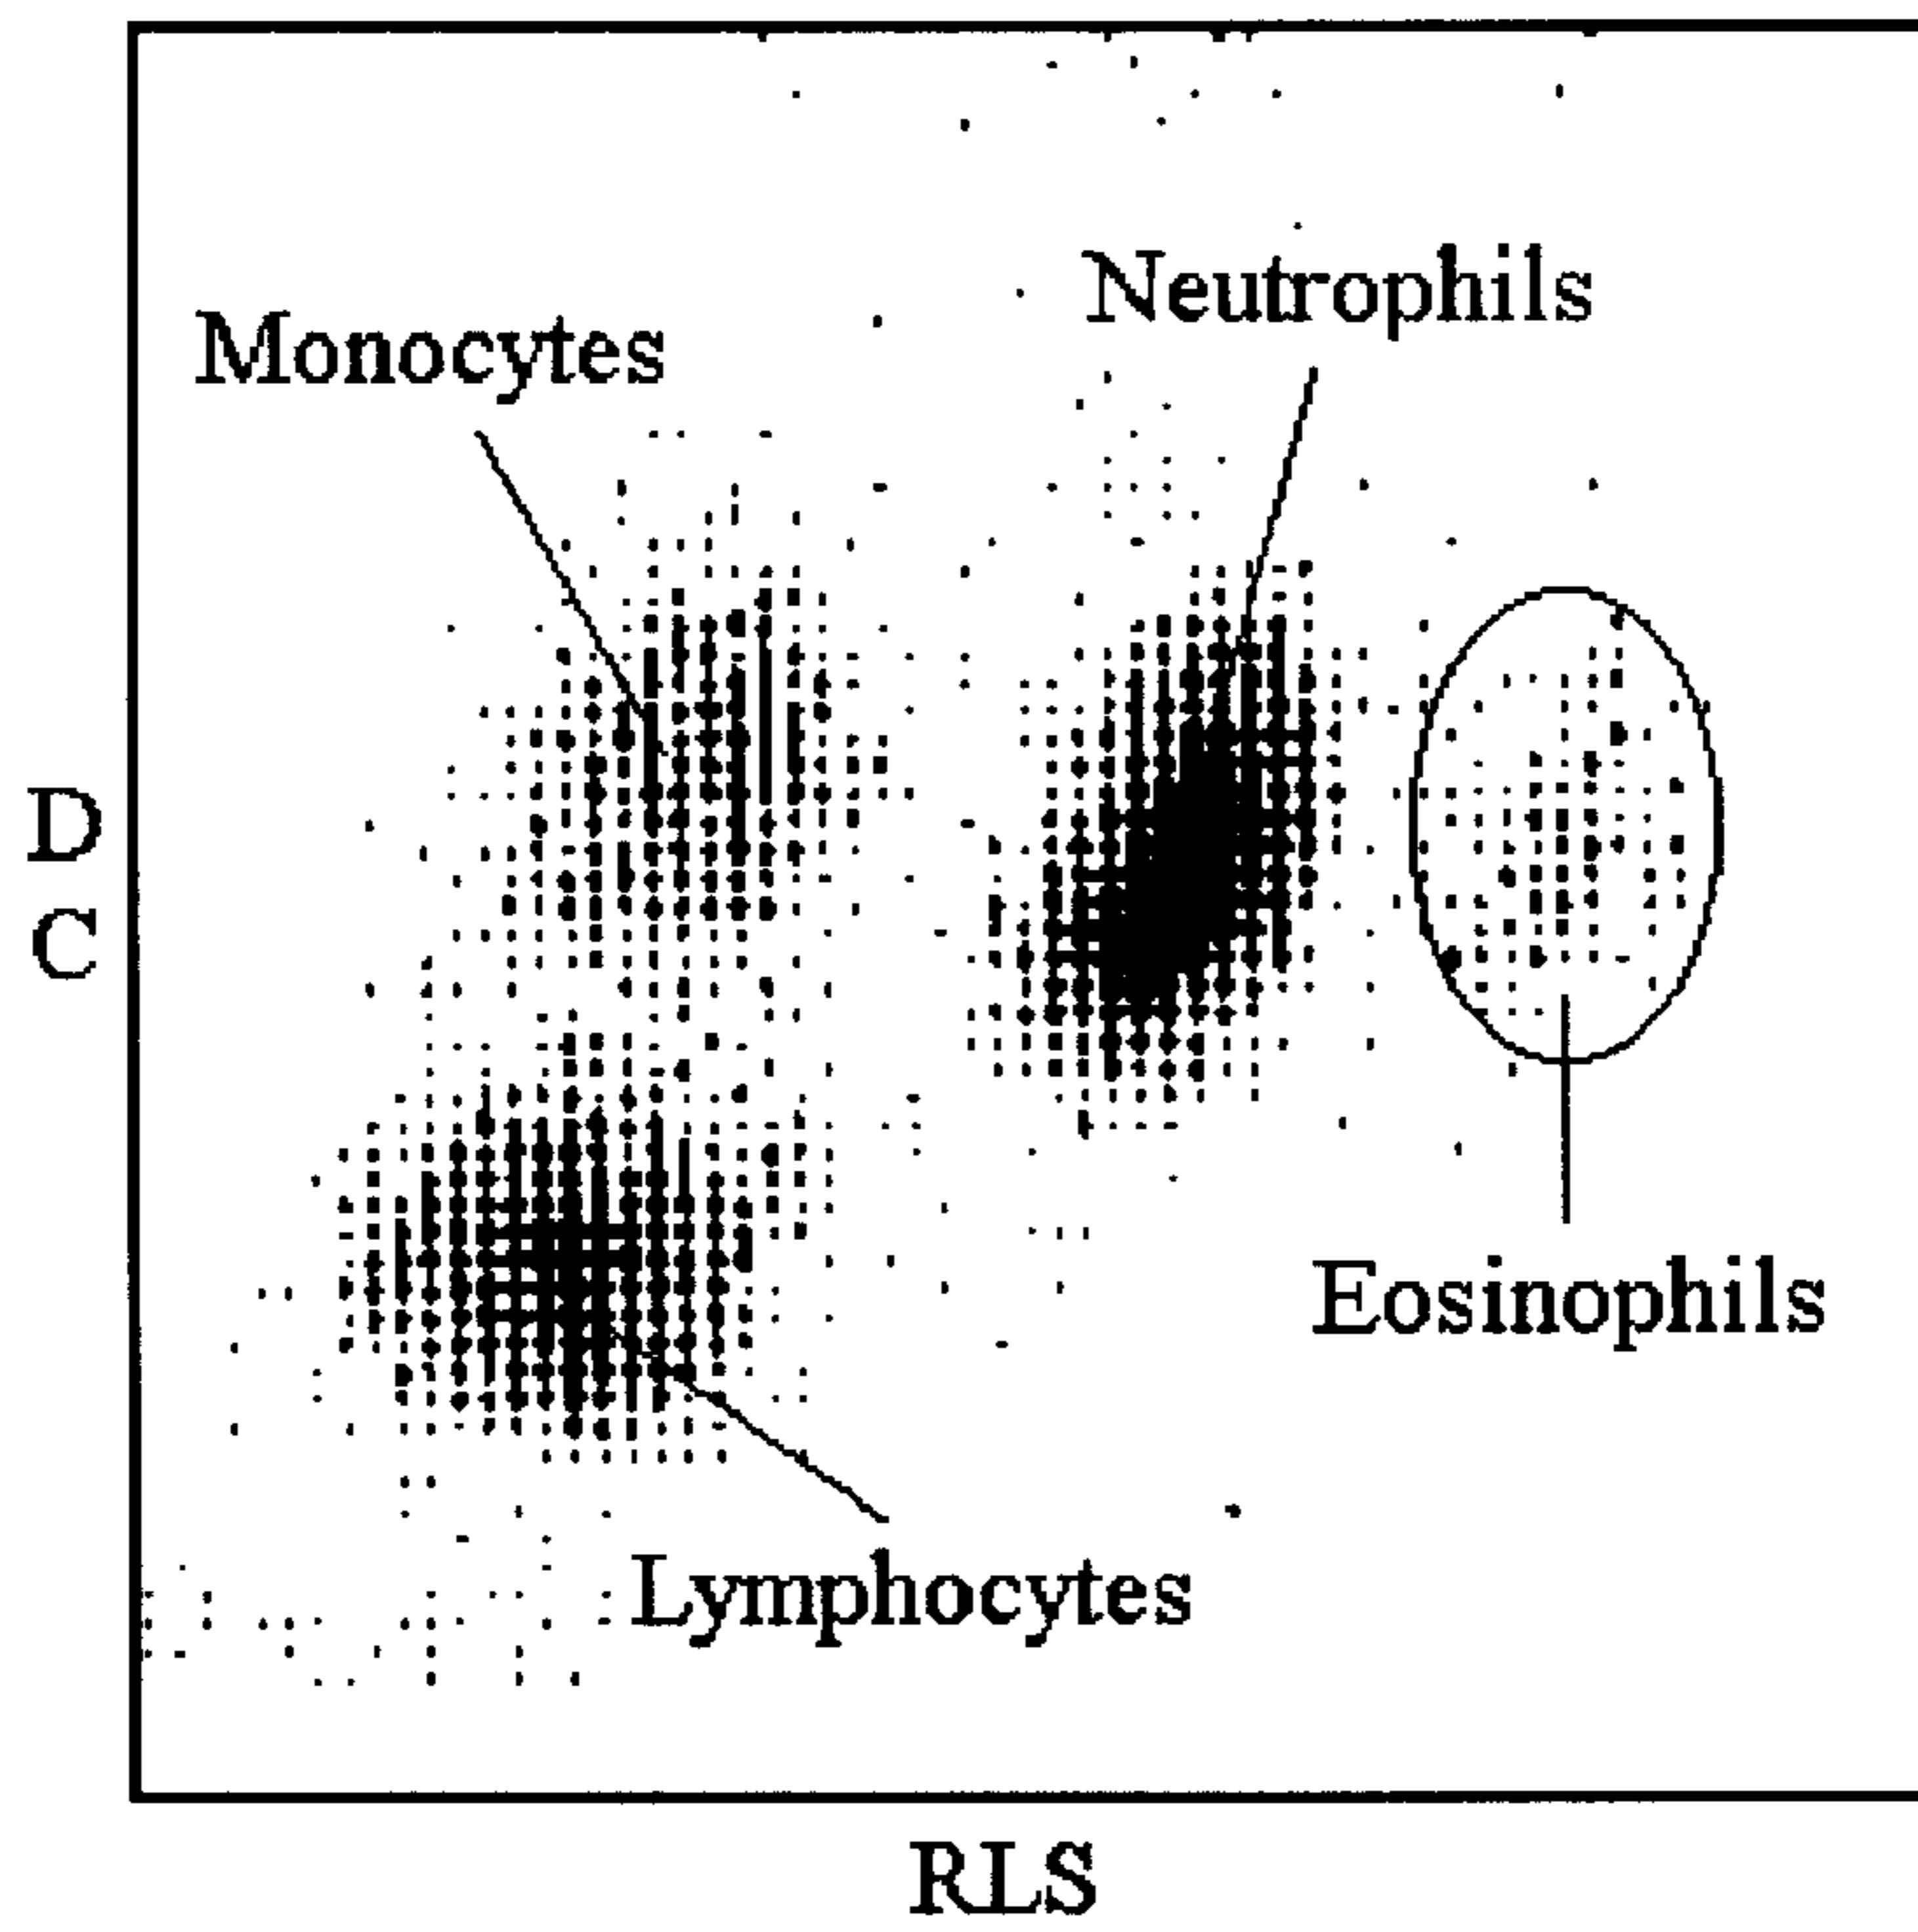 Neutrophils
Monocytes
D
C
Eosinophils
Lymphocytes
RLS